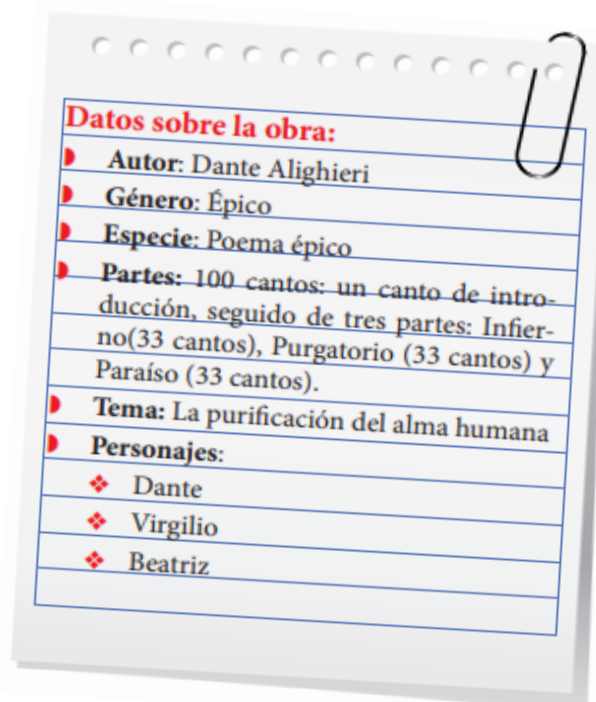 Datos sobre la obra:
Autor: Dante Alighieri
Género: Épico
Especie: Poema épico
Partes: 100 cantos: un canto de intro-
ducción, seguido de tres partes: Infier-
no(33 cantos), Purgatorio (33 cantos) y
Paraíso (33 cantos).
Tema: La purificación del alma humana
Personajes:
Dante
Virgilio
Beatriz